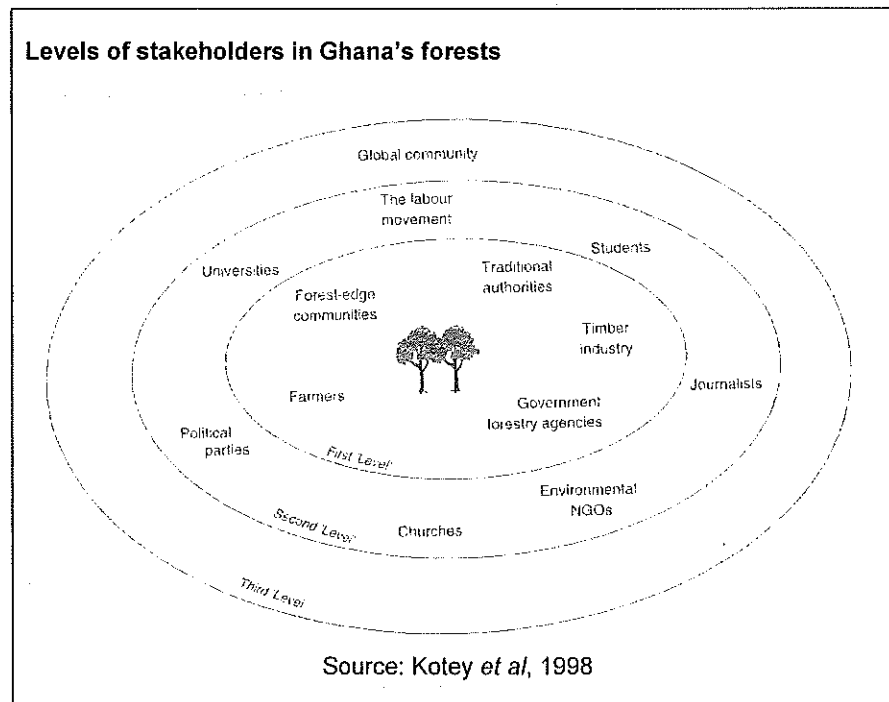 Levels of stakeholders in Ghana's forests
Global community
The labour
movement
Students
Universities
Traditional
authorities
Forest-edge
communities
Timber
industry
Farmers
Journalists
Government
forestry agencies
Political
parties
First Level
Environmental
NGOs
Second Level
Churches
Third Level
Source: Kotey et al, 1998